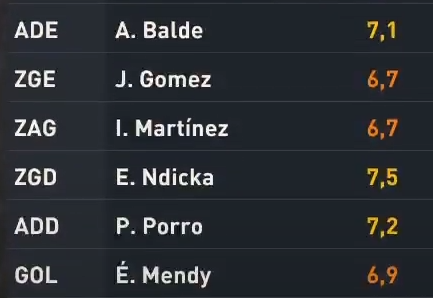 ADE A. Balde 7,1
ZGE J. Gomez 6,7
ZAG I. Martínez 6,7
ZGD E. Ndicka 7,5
ADD P. Porro 7,2
GOL É. Mendy 6,9